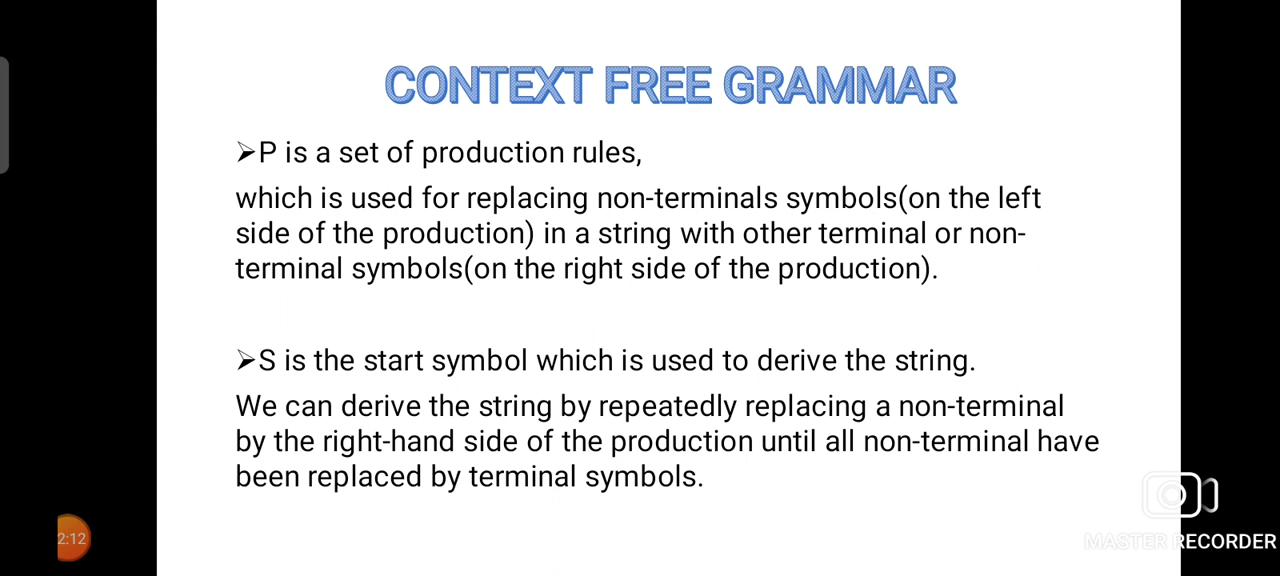 CONTEXT FREE GRAMMAR
➢P is a set of production rules,
which is used for replacing non-terminals symbols(on the left
side of the production) in a string with other terminal or non-
terminal symbols(on the right side of the production).
➢S is the start symbol which is used to derive the string.
We can derive the string by repeatedly replacing a non-terminal
by the right-hand side of the production until all non-terminal have
been replaced by terminal symbols.
2:12
MASTER RECORDER